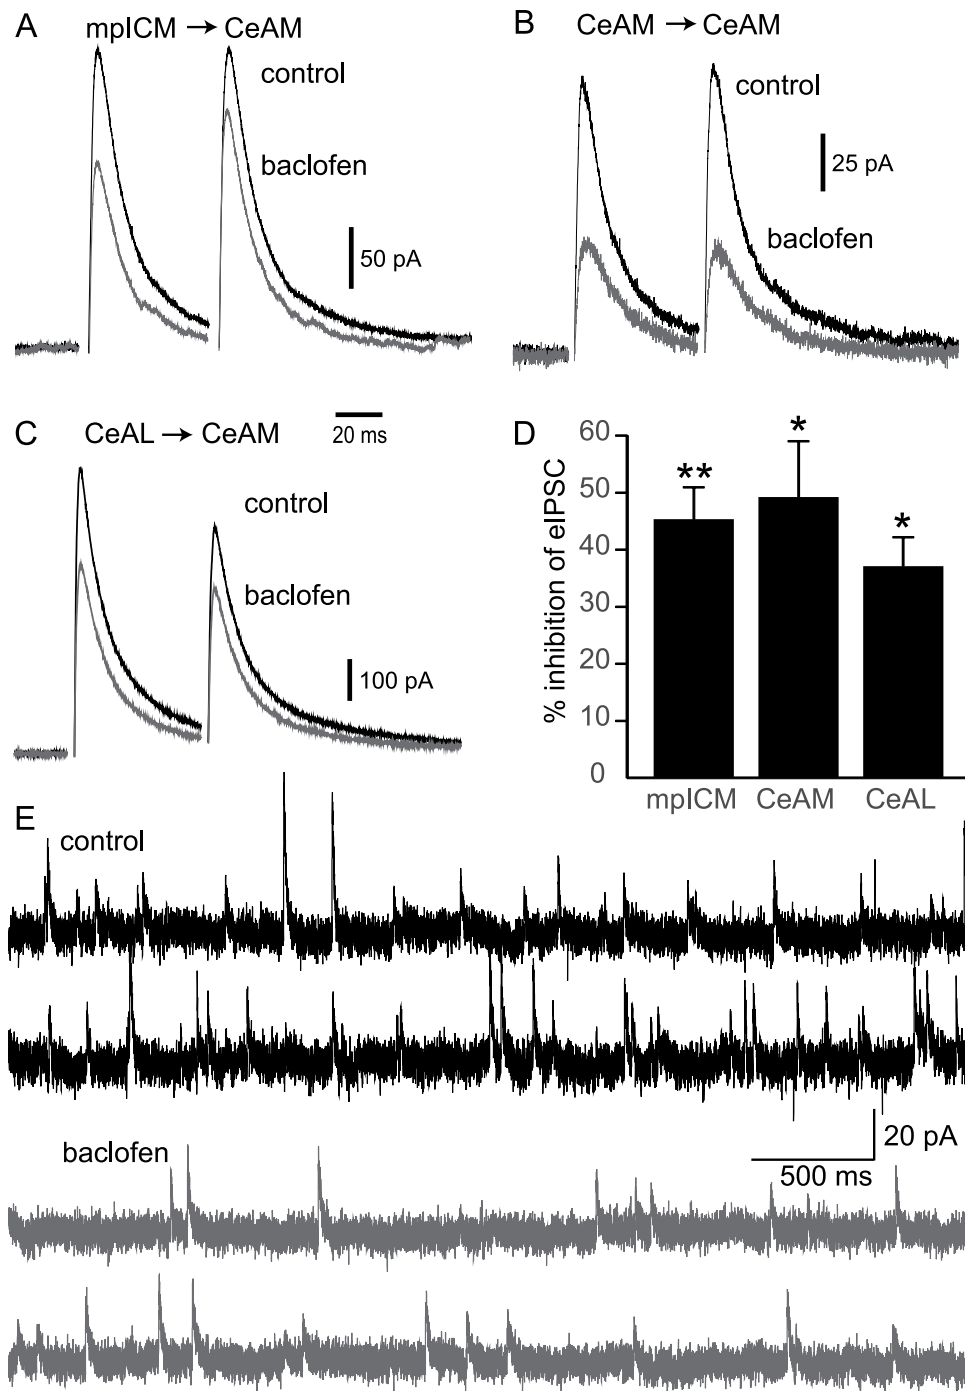 A
mpICM → CeAM
control
baclofen
50 pA
B
CeAM → CeAM
control
25 pA
baclofen
C
CeAL → CeAM
20 ms
control
baclofen
100 pA
D
% inhibition of eIPSC
60
50
40
30
20
10
0
**
*
*
mpICM CeAM CeAL
E
control
20 pA
500 ms
baclofen